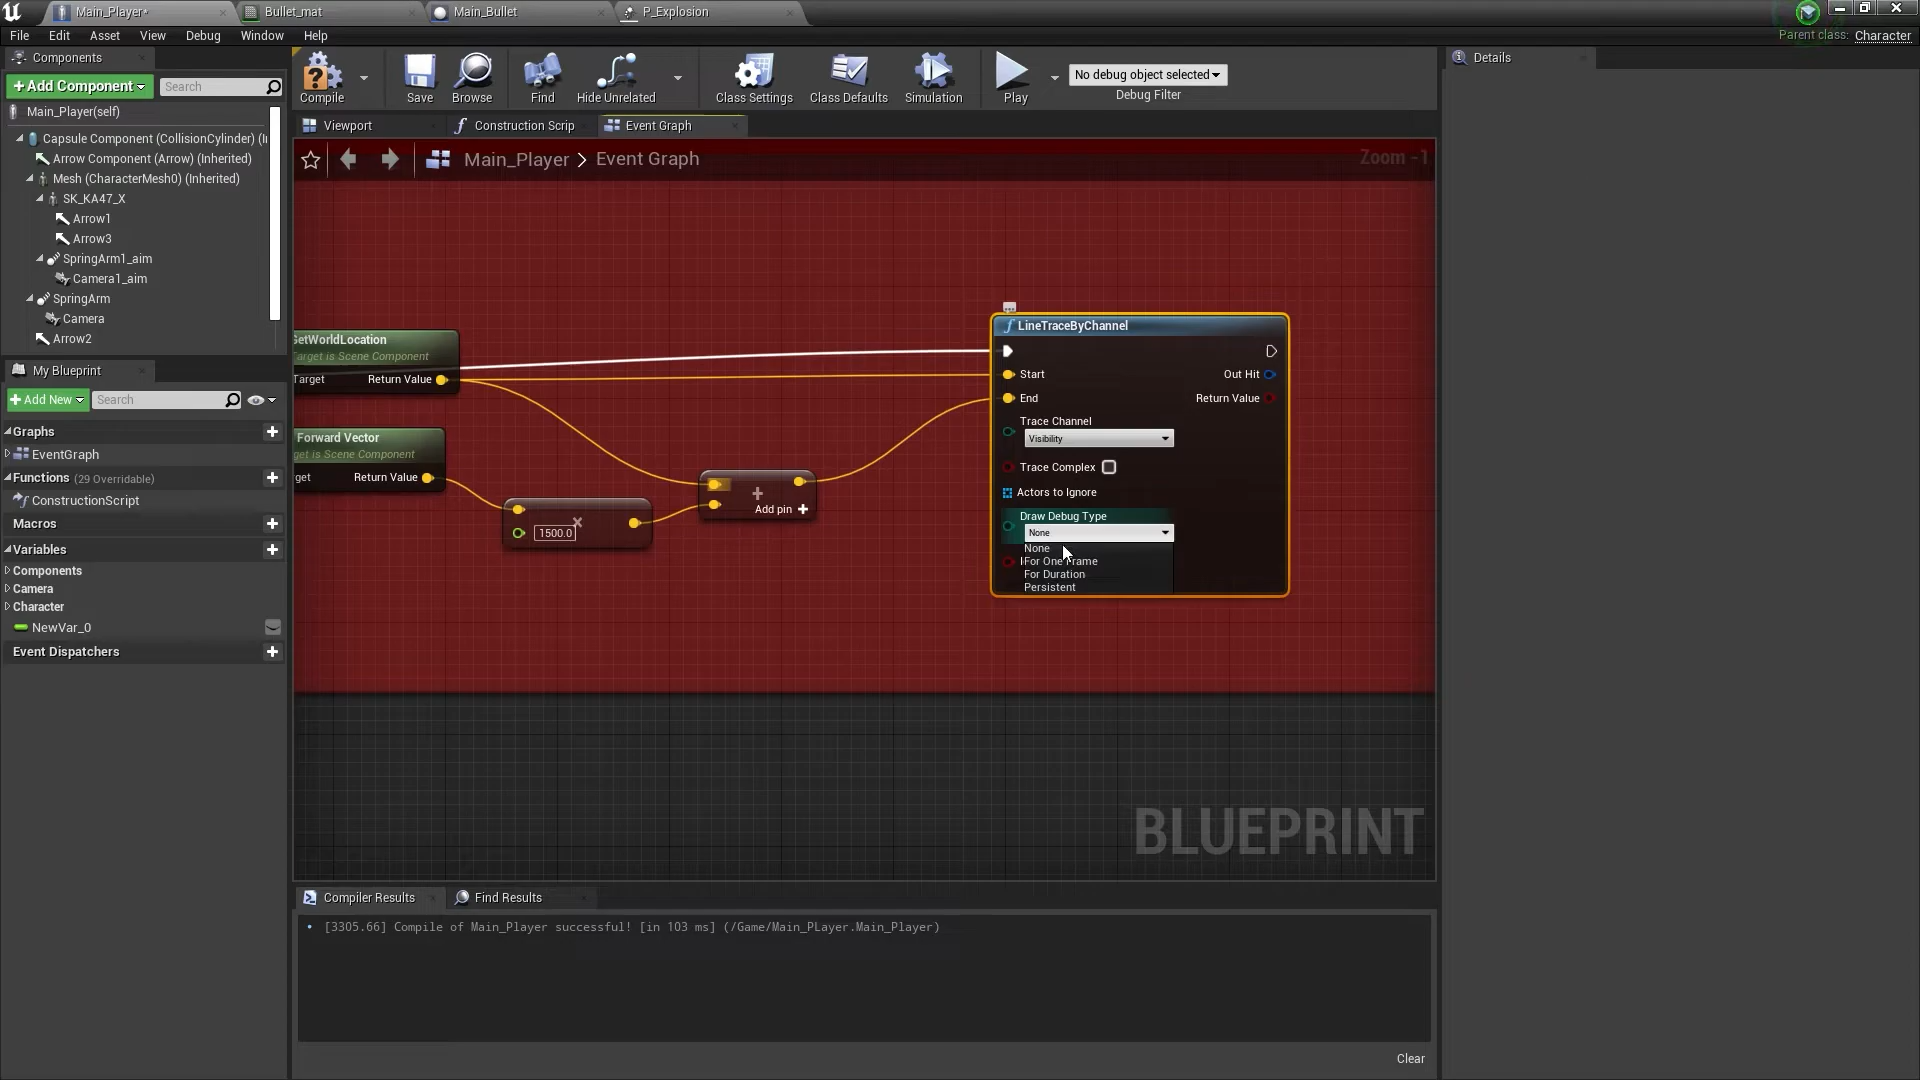 Main_Player*
Bullet_mat
Main_Bullet
P_Explosion
File Edit Asset View Debug Window Help
Parent class: Character
Components
+Add Component
Search
Main_Player(self)
Capsule Component (CollisionCylinder) (I
Arrow Component (Arrow) (Inherited)
Mesh (CharacterMesh0) (Inherited)
SK_KA47_X
Arrow1
Arrow3
SpringArm1_aim
Camera1_aim
SpringArm
Camera
Arrow2
My Blueprint
+Add New
Search
Graphs
EventGraph
Functions (29 Overridable)
ConstructionScript
Macros
Variables
Components
Camera
Character
NewVar_0
Event Dispatchers
Compile
Save
Browse
Find
Hide Unrelated
Class Settings
Class Defaults
Simulation
Play
No debug object selected
Debug Filter
Viewport
Construction Scrip
Event Graph
Main_Player > Event Graph
Zoom -1
GetWorldLocation
Target is Scene Component
Target Return Value
Forward Vector
get is Scene Component
get Return Value
1500.0
+
Add pin +
LineTraceByChannel
Start
Out Hit
End
Return Value
Trace Channel
Visibility
Trace Complex
Actors to Ignore
Draw Debug Type
None
None
For One Frame
For Duration
Persistent
BLUEPRINT
Compiler Results
Find Results
[3305.66] Compile of Main_Player successful! [in 103 ms] (/Game/Main_PLayer.Main_Player)
Clear
Details